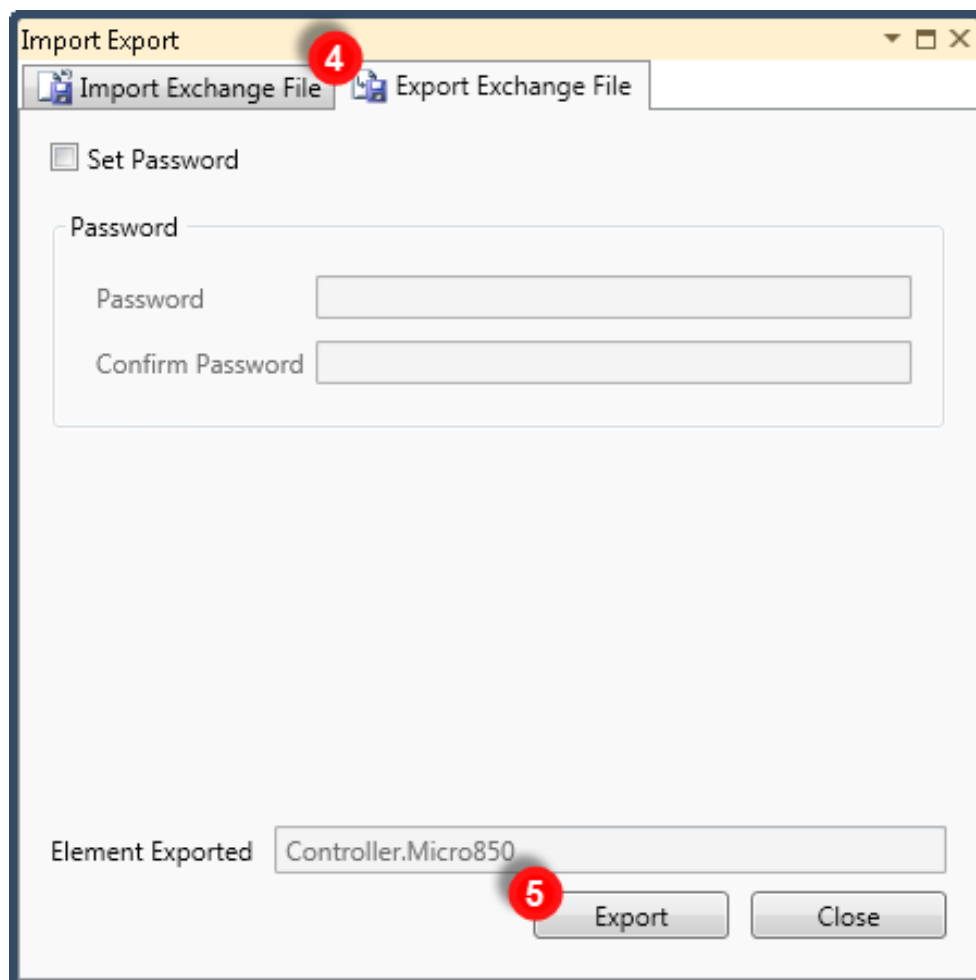 Import Export
4
Import Exchange File
Export Exchange File
Set Password
Password
Password
Confirm Password
Element Exported
Controller.Micro850
5
Export
Close